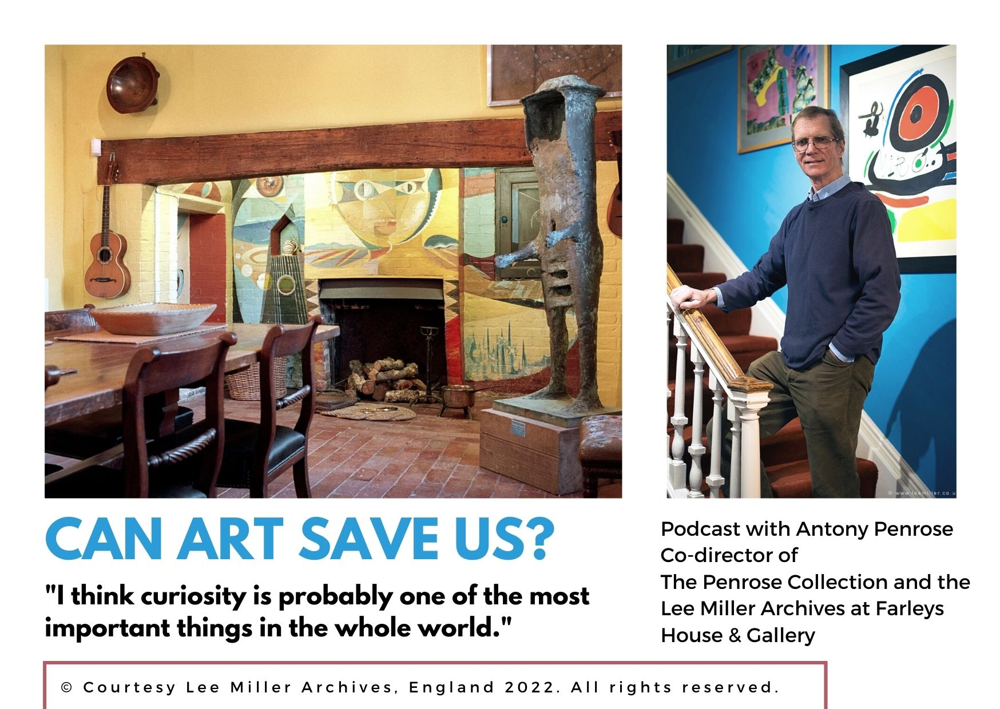 MIRÓ.
© www.leemiller.co.u
CAN ART SAVE US?
"I think curiosity is probably one of the most
important things in the whole world."
Podcast with Antony Penrose
Co-director of
The Penrose Collection and the
Lee Miller Archives at Farleys
House & Gallery
© Courtesy Lee Miller Archives, England 2022. All rights reserved.